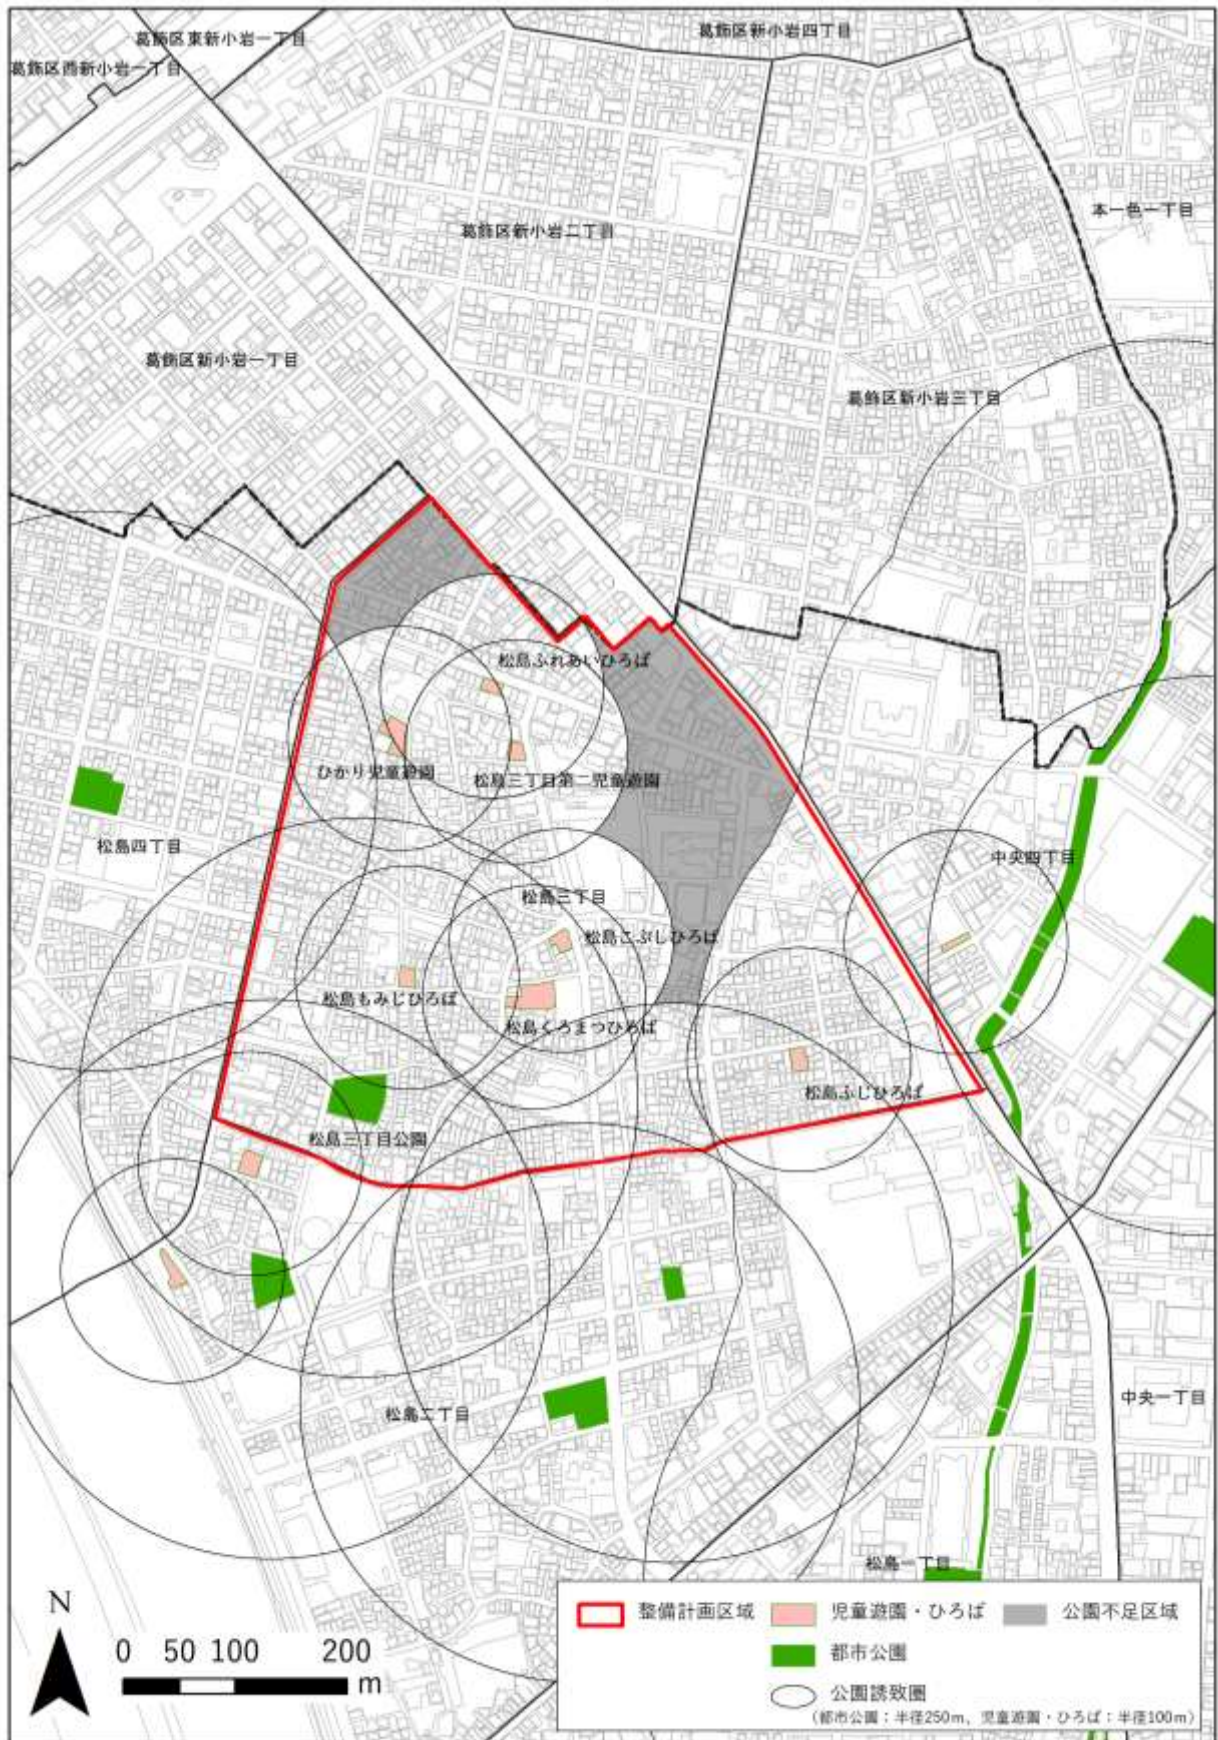 葛飾区東新小岩一丁目
葛飾区新小岩四丁目
葛飾区西新小岩一丁目
本一色一丁目
葛飾区新小岩二丁目
葛飾区新小岩一丁目
葛飾区新小岩三丁目
松島ふれあいひろば
ひかり児童遊園
松島三丁目第二児童遊園
松島四丁目
中央四丁目
松島三丁目
松島こぶしひろば
松島もみじひろば
松島くろまつひろば
松島ふじひろば
松島三丁目公園
中央一丁目
松島二丁目
松島一丁目
N
0 50 100 200
m
整備計画区域
児童遊園・ひろば
公園不足区域
都市公園
公園誘致圏
（都市公園：半径250m，児童遊園・ひろば：半径100m）